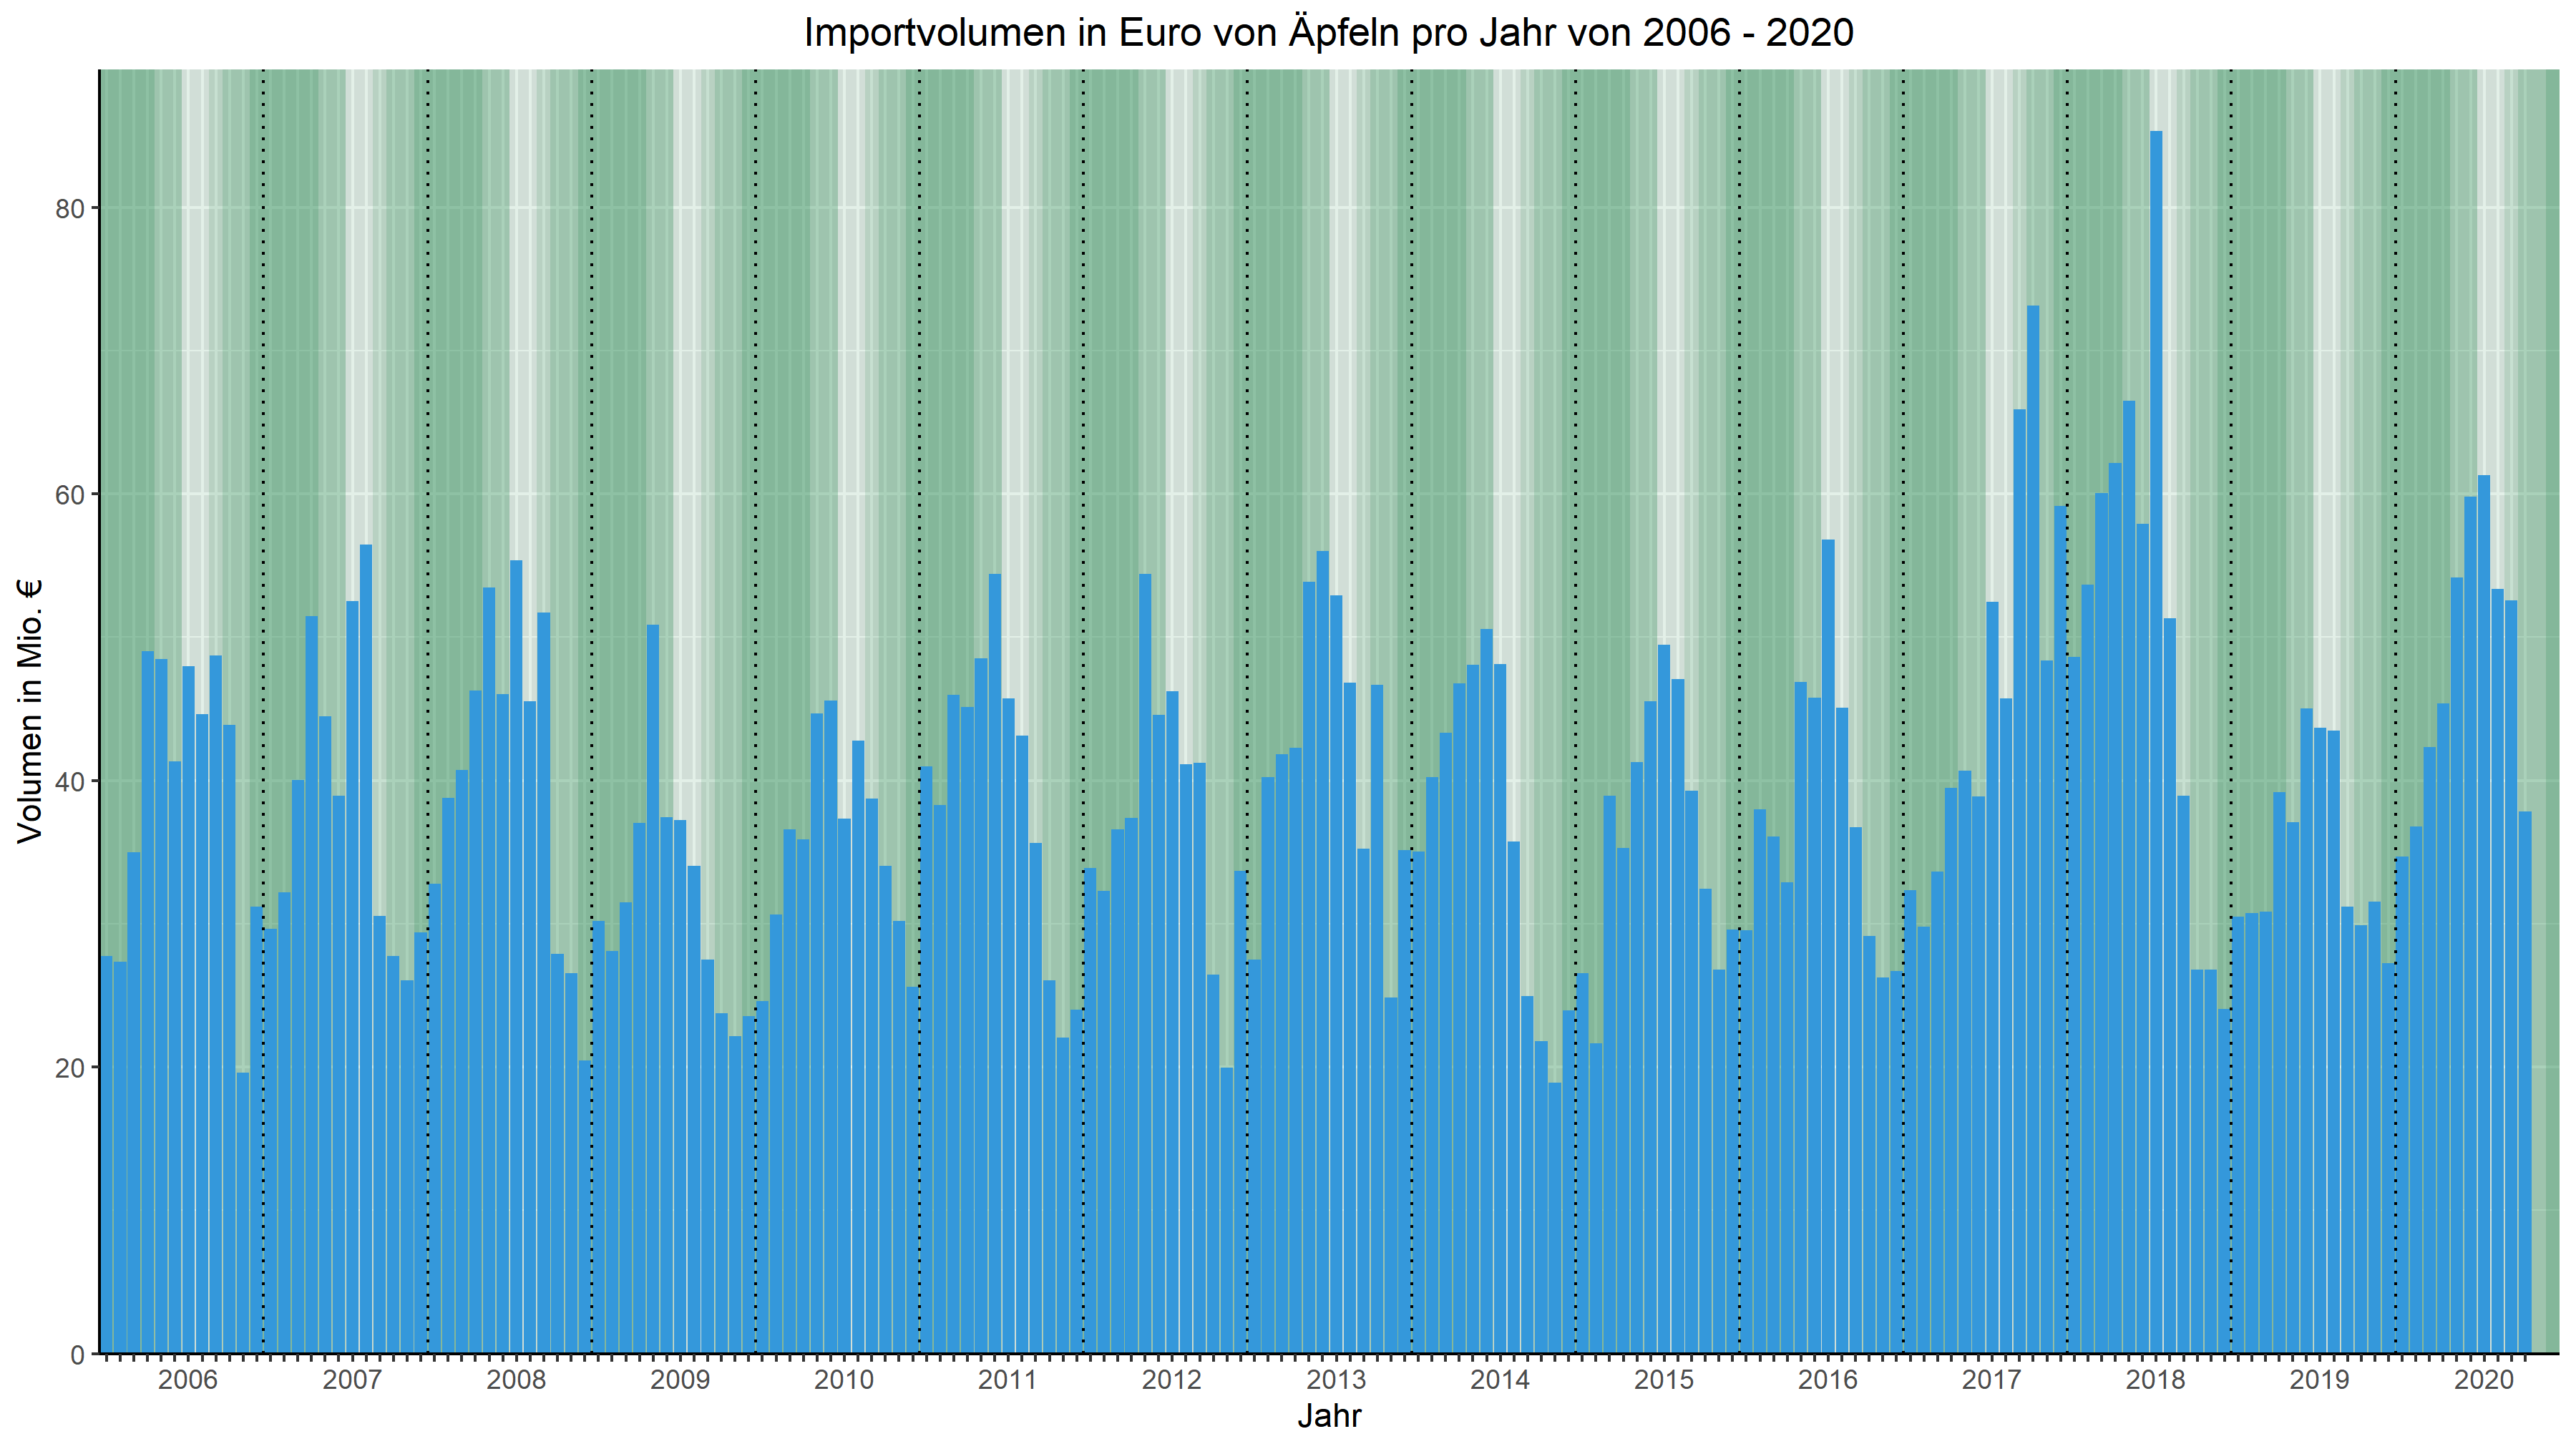 Importvolumen in Euro von Äpfeln pro Jahr von 2006 - 2020
Volumen in Mio. €
80
60
40
20
0
2006 2007 2008 2009 2010 2011 2012 2013 2014 2015 2016 2017 2018 2019 2020
Jahr